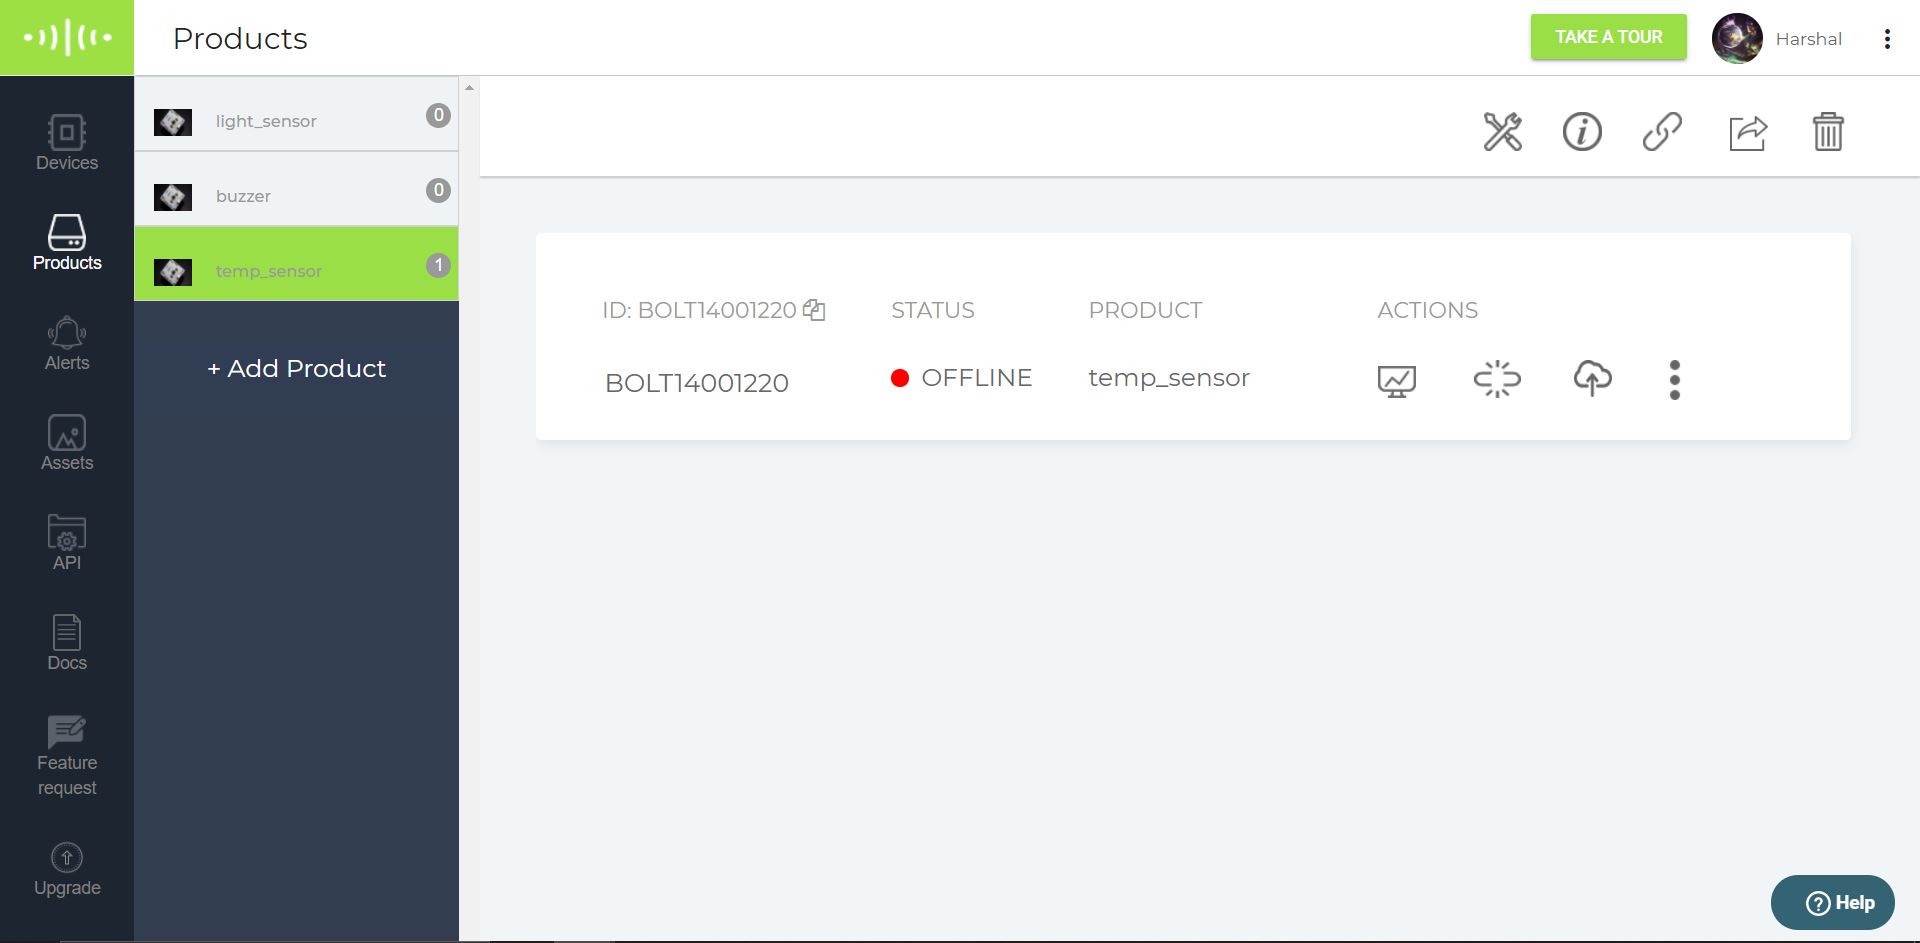 Products
TAKE A TOUR
Harshal
Devices
Products
Alerts
Assets
API
Docs
Feature
request
Upgrade
light_sensor
0
buzzer
0
temp_sensor
1
+ Add Product
ID: BOLT14001220
STATUS
PRODUCT
ACTIONS
BOLT14001220
OFFLINE
temp_sensor
Help